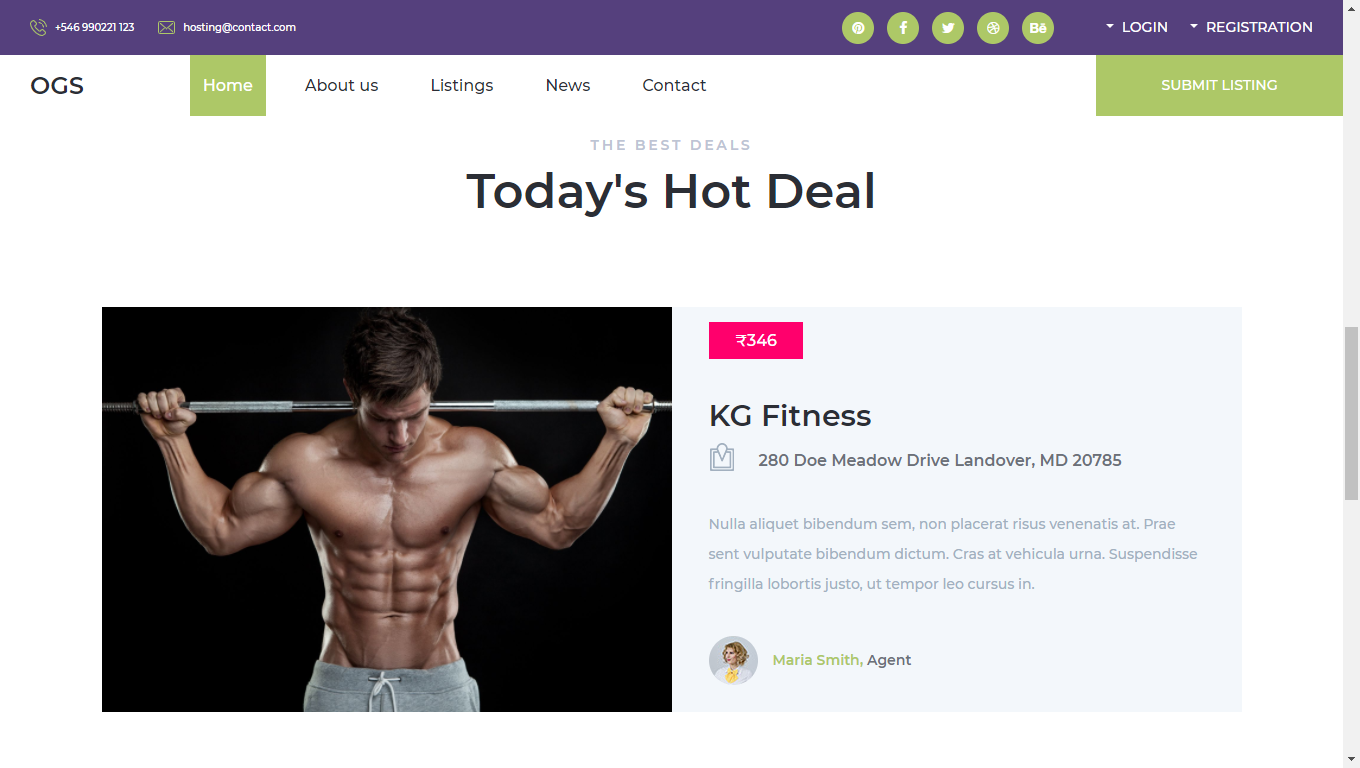 +546 990221 123
hosting@contact.com
Bē
LOGIN
REGISTRATION
OGS
Home
About us
Listings
News
Contact
SUBMIT LISTING
THE BEST DEALS
Today's Hot Deal
₹346
KG Fitness
280 Doe Meadow Drive Landover, MD 20785
Nulla aliquet bibendum sem, non placerat risus venenatis at. Prae
sent vulputate bibendum dictum. Cras at vehicula urna. Suspendisse
fringilla lobortis justo, ut tempor leo cursus in.
Maria Smith, Agent